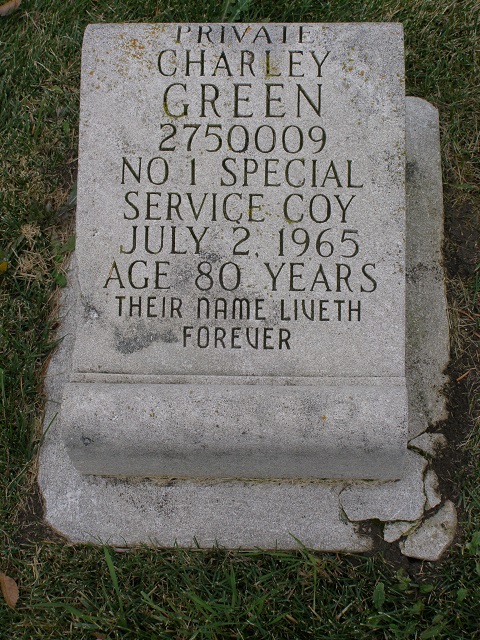 PRIVATE
CHARLEY
GREEN
2750009
NO 1 SPECIAL
SERVICE COY
JULY 2, 1965
AGE 80 YEARS
THEIR NAME LIVETH
FOREVER